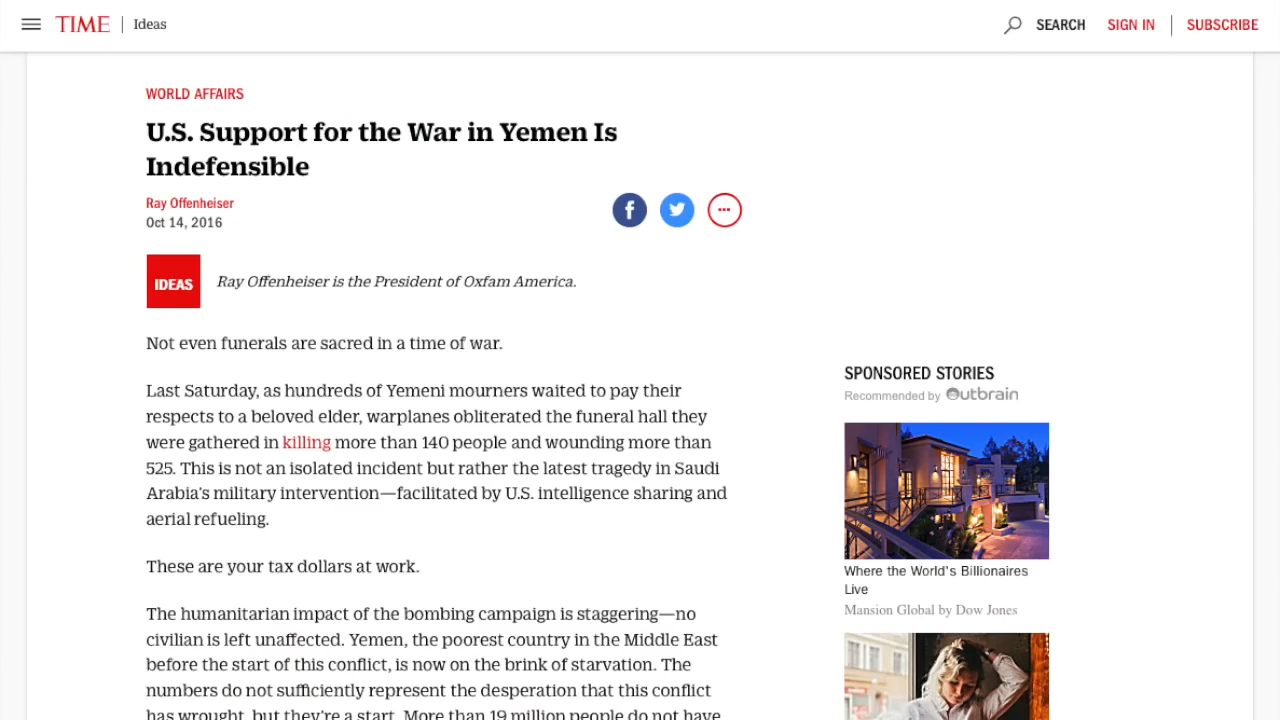 TIME | Ideas
SEARCH SIGN IN | SUBSCRIBE
WORLD AFFAIRS
U.S. Support for the War in Yemen Is
Indefensible
Ray Offenheiser
Oct 14, 2016
IDEAS
Ray Offenheiser is the President of Oxfam America.
Not even funerals are sacred in a time of war.
Last Saturday, as hundreds of Yemeni mourners waited to pay their
respects to a beloved elder, warplanes obliterated the funeral hall they
were gathered in killing more than 140 people and wounding more than
525. This is not an isolated incident but rather the latest tragedy in Saudi
Arabia's military intervention—facilitated by U.S. intelligence sharing and
aerial refueling.
These are your tax dollars at work.
The humanitarian impact of the bombing campaign is staggering—no
civilian is left unaffected. Yemen, the poorest country in the Middle East
before the start of this conflict, is now on the brink of starvation. The
numbers do not sufficiently represent the desperation that this conflict
has wrought, but they're a start. More than 19 million people do not have
SPONSORED STORIES
Recommended by Outbrain
Where the World's Billionaires
Live
Mansion Global by Dow Jones